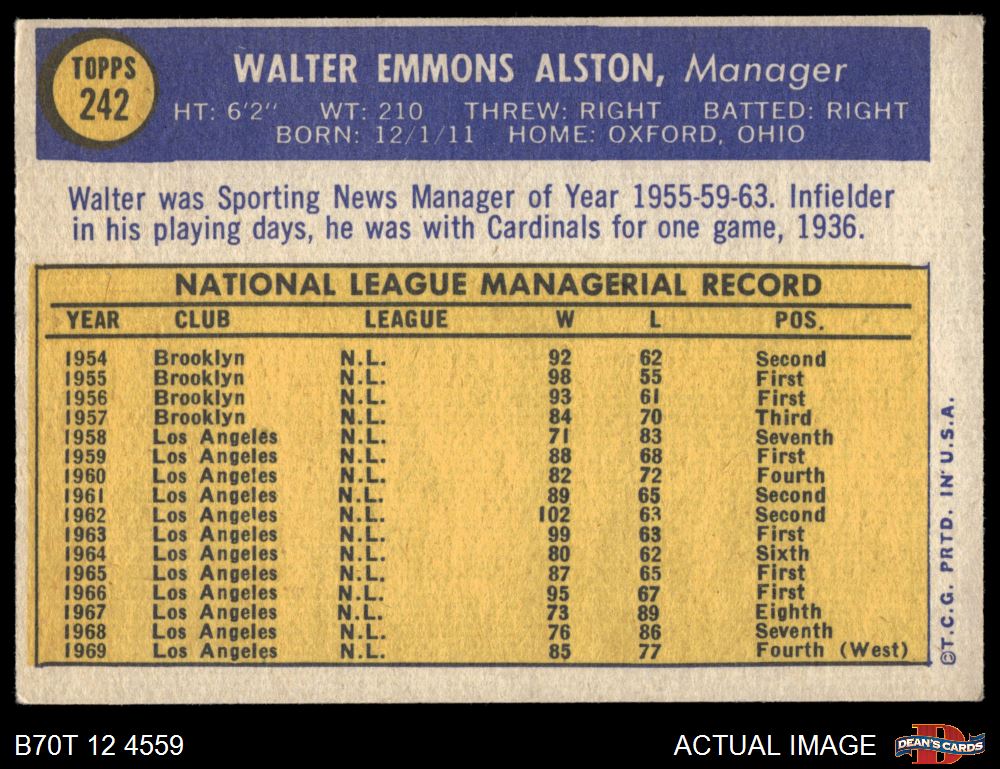 TOPPS
242
WALTER EMMONS ALSTON, Manager
HT: 6'2" WT: 210 THREW: RIGHT BATTED: RIGHT
BORN: 12/1/11 HOME: OXFORD, OHIO
Walter was Sporting News Manager of Year 1955-59-63. Infielder
in his playing days, he was with Cardinals for one game, 1936.
NATIONAL LEAGUE MANAGERIAL RECORD
YEAR CLUB LEAGUE W L POS.
1954 Brooklyn N.L. 92 62 Second
1955 Brooklyn N.L. 98 55 First
1956 Brooklyn N.L. 93 61 First
1957 Brooklyn N.L. 84 70 Third
1958 Los Angeles N.L. 71 83 Seventh
1959 Los Angeles N.L. 88 68 First
1960 Los Angeles N.L. 82 72 Fourth
1961 Los Angeles N.L. 89 65 Second
1962 Los Angeles N.L. 102 63 Second
1963 Los Angeles N.L. 99 63 First
1964 Los Angeles N.L. 80 62 Sixth
1965 Los Angeles N.L. 87 65 First
1966 Los Angeles N.L. 95 67 First
1967 Los Angeles N.L. 73 89 Eighth
1968 Los Angeles N.L. 76 86 Seventh
1969 Los Angeles N.L. 85 77 Fourth (West)
©T.C.G. PRTD. IN U.S.A.
B70T 12 4559
ACTUAL IMAGE
D
DEAN'S CARDS